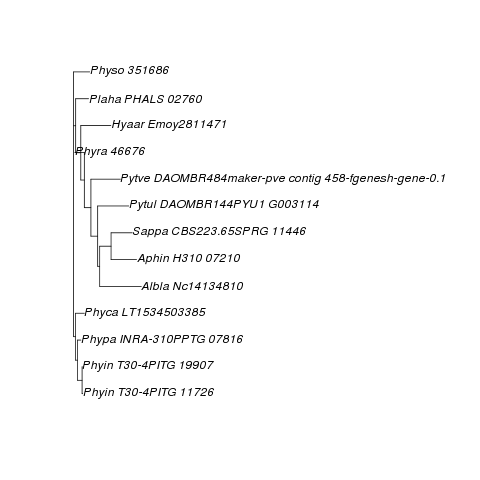 Physo 351686
Plaha PHALS 02760
Hyaar Emoy2811471
Phyra 46676
Pytve DAOMBR484maker-pve contig 458-fgenesh-gene-0.1
Pytul DAOMBR144PYU1 G003114
Sappa CBS223.65SPRG 11446
Aphin H310 07210
Albla Nc14134810
Phyca LT1534503385
Phypa INRA-310PPTG 07816
Phyin T30-4PITG 19907
Phyin T30-4PITG 11726